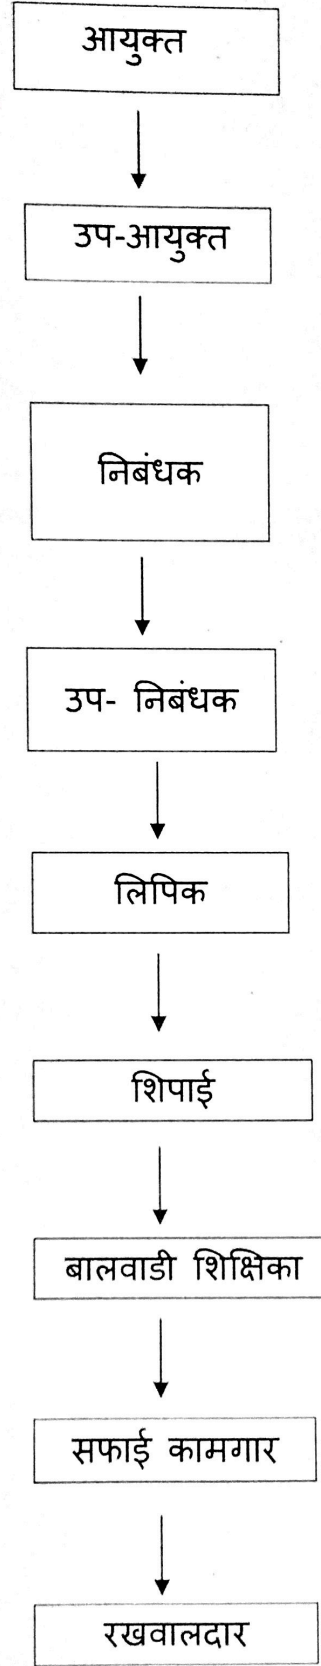 आयुक्त
उप-आयुक्त
निबंधक
उप- निबंधक
लिपिक
शिपाई
बालवाडी शिक्षिका
सफाई कामगार
रखवालदार